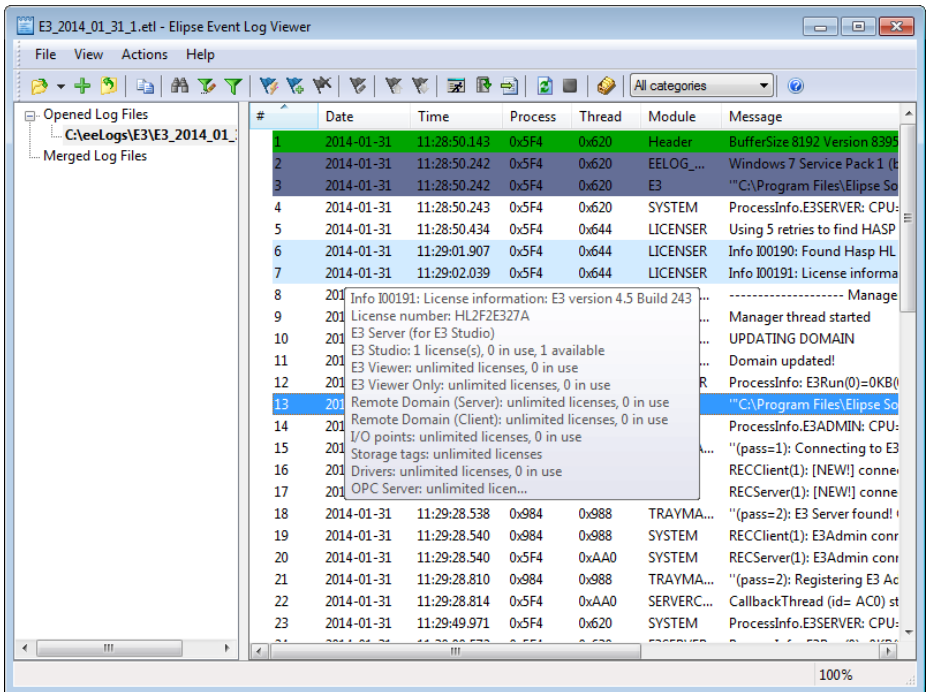 E3_2014_01_31_1.etl - Elipse Event Log Viewer
File View Actions Help
All categories
Opened Log Files
C:\eeLogs\E3\E3_2014_01_
Merged Log Files
# Date Time Process Thread Module Message
1 2014-01-31 11:28:50.143 0x5F4 0x620 Header BufferSize 8192 Version 8395
2 2014-01-31 11:28:50.242 0x5F4 0x620 EELOG_... Windows 7 Service Pack 1 (b
3 2014-01-31 11:28:50.242 0x5F4 0x620 E3 '"C:\Program Files\Elipse So
4 2014-01-31 11:28:50.243 0x5F4 0x620 SYSTEM ProcessInfo.E3SERVER: CPU=
5 2014-01-31 11:28:50.434 0x5F4 0x644 LICENSER Using 5 retries to find HASP
6 2014-01-31 11:29:01.907 0x5F4 0x644 LICENSER Info I00190: Found Hasp HL
7 2014-01-31 11:29:02.039 0x5F4 0x644 LICENSER Info I00191: License informa
8 201 ... ------------------- Manage
9 201 ... Manager thread started
10 201 ... UPDATING DOMAIN
11 201 ... Domain updated!
12 201 R ProcessInfo: E3Run(0)=0KB(
13 201 '"C:\Program Files\Elipse So
14 201 ProcessInfo.E3ADMIN: CPU:
15 201 ... "(pass=1): Connecting to E3
16 201 RECClient(1): [NEW!] conne
17 201 RECServer(1): [NEW!] conne
Info I00191: License information: E3 version 4.5 Build 243
License number: HL2F2E327A
E3 Server (for E3 Studio)
E3 Studio: 1 license(s), 0 in use, 1 available
E3 Viewer: unlimited licenses, 0 in use
E3 Viewer Only: unlimited licenses, 0 in use
Remote Domain (Server): unlimited licenses, 0 in use
Remote Domain (Client): unlimited licenses, 0 in use
I/O points: unlimited licenses, 0 in use
Storage tags: unlimited licenses
Drivers: unlimited licenses, 0 in use
OPC Server: unlimited licen...
18 2014-01-31 11:29:28.538 0x984 0x988 TRAYMA... "(pass=2): E3 Server found!
19 2014-01-31 11:29:28.540 0x984 0x988 SYSTEM RECClient(1): E3Admin conr
20 2014-01-31 11:29:28.540 0x5F4 0xAA0 SYSTEM RECServer(1): E3Admin conr
21 2014-01-31 11:29:28.810 0x984 0x988 TRAYMA... "(pass=2): Registering E3 Ac
22 2014-01-31 11:29:28.814 0x5F4 0xAA0 SERVERC... CallbackThread (id= AC0) st
23 2014-01-31 11:29:49.971 0x5F4 0x620 SYSTEM ProcessInfo.E3SERVER: CPU:
100%